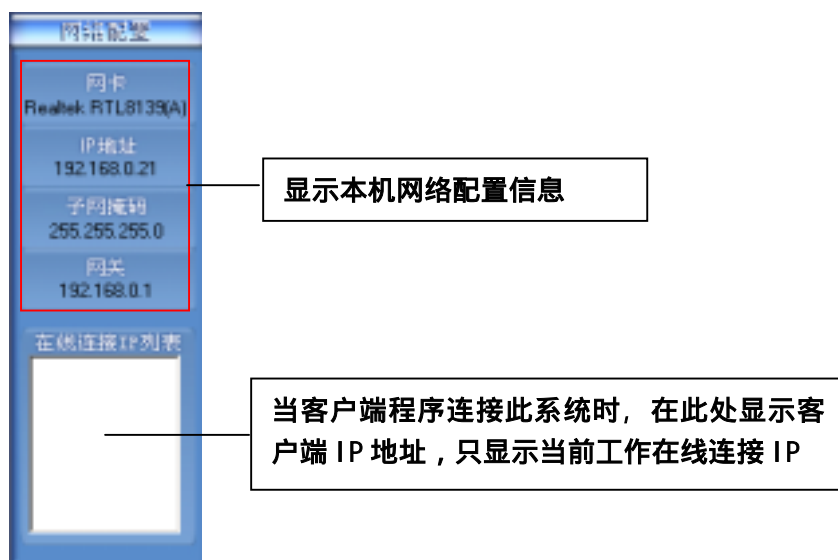 网络配置
网卡
Realtek RTL8139(A)
IP地址
192.168.0.21
显示本机网络配置信息
子网掩码
255.255.255.0
网关
192.168.0.1
在线连接IP列表
当客户端程序连接此系统时，在此处显示客
户端 IP 地址，只显示当前工作在线连接 IP